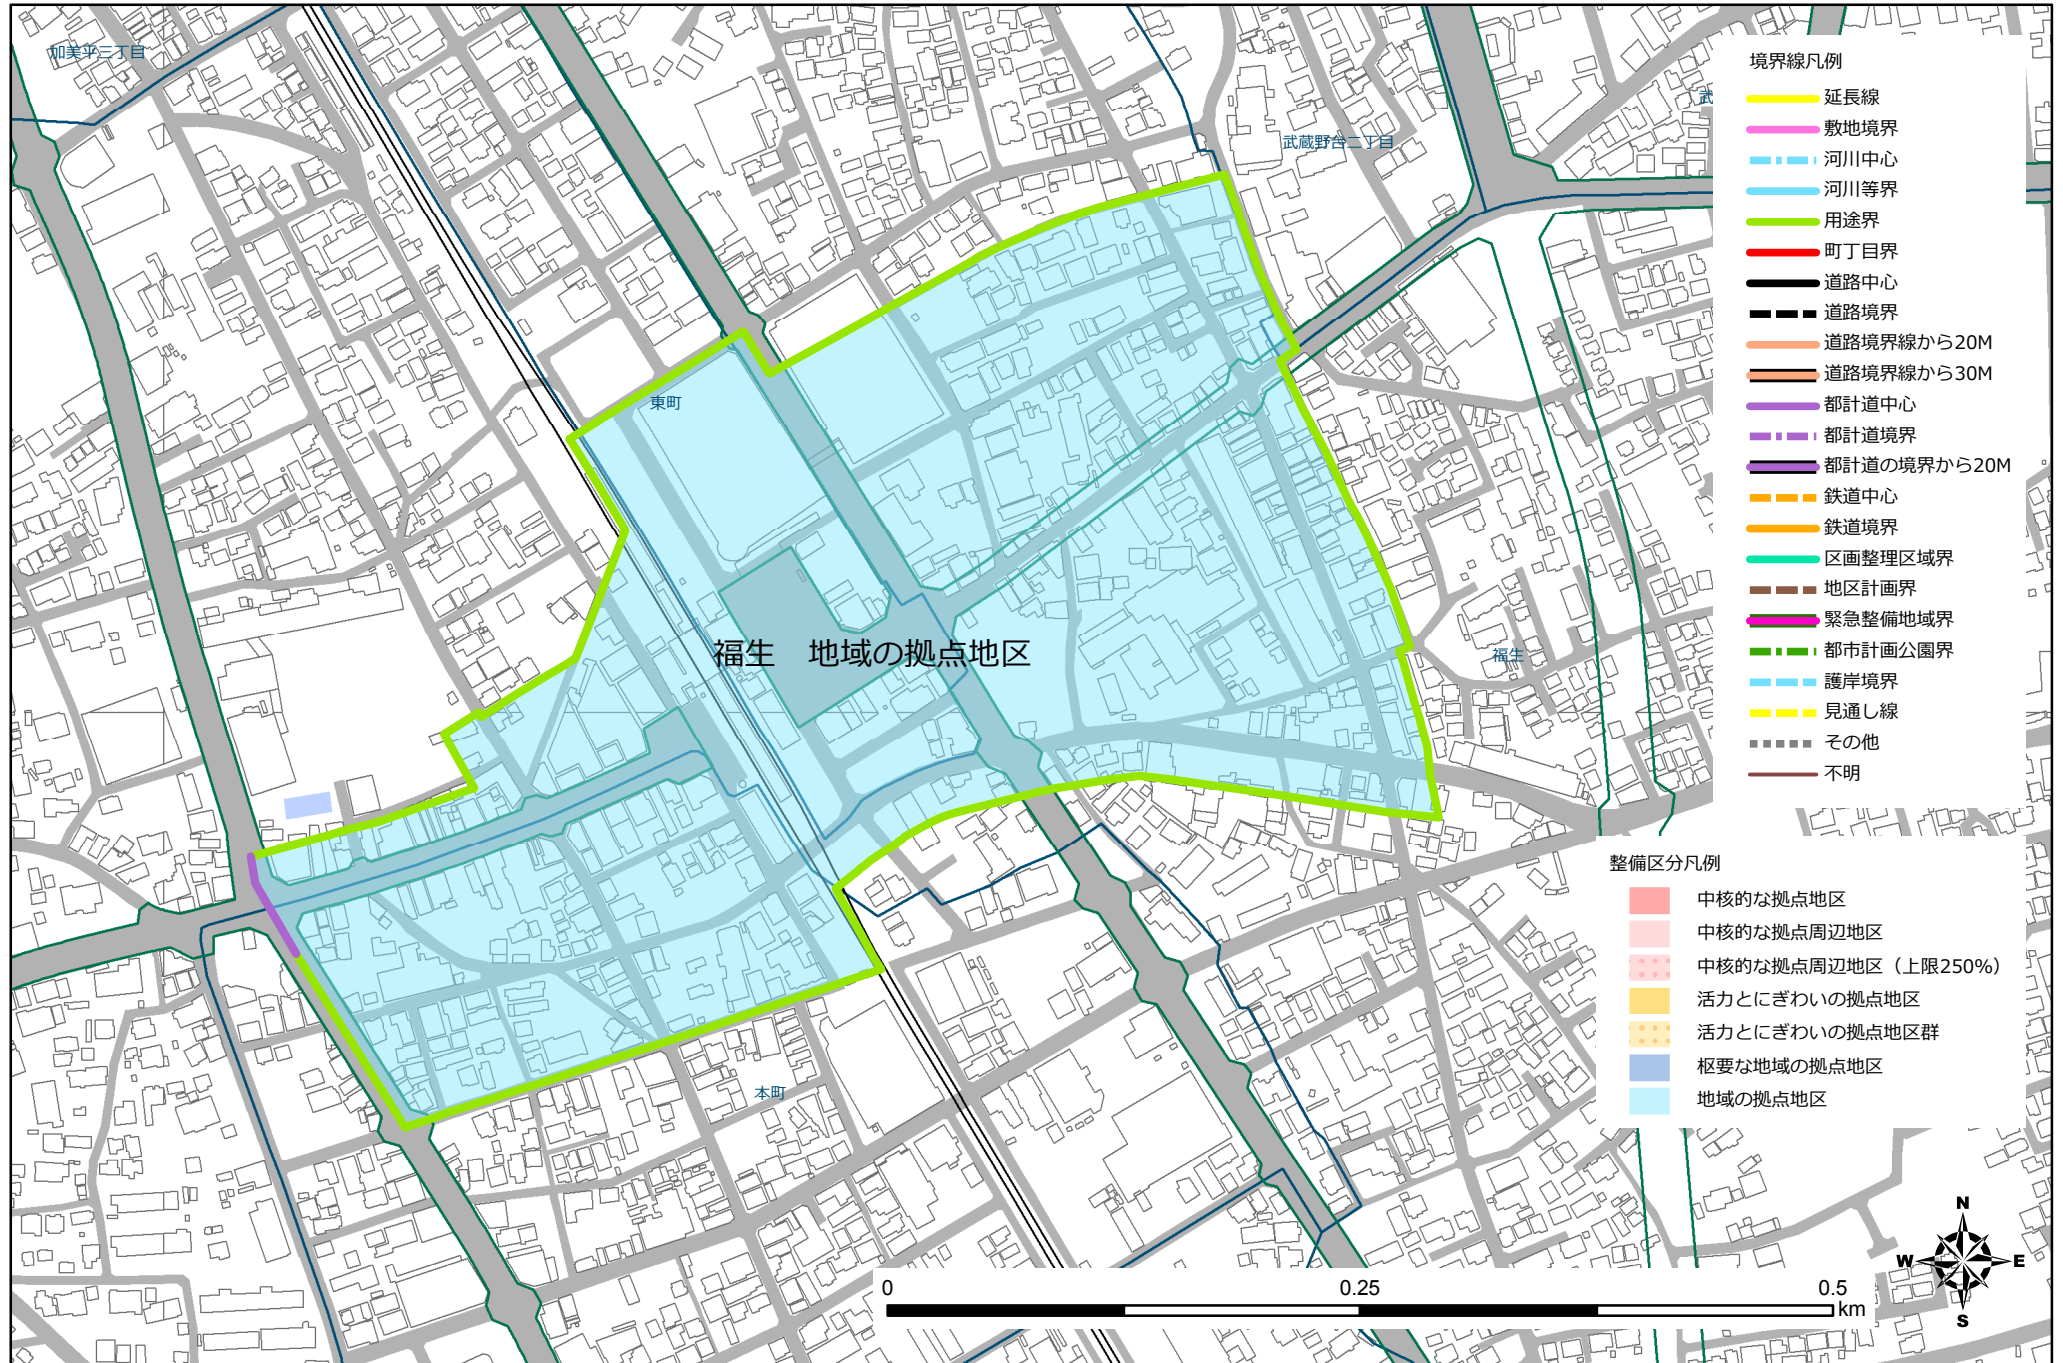 加美平三丁目
武蔵野台二丁目
武
東町
福生　地域の拠点地区
福生
本町
境界線凡例
延長線
敷地境界
河川中心
河川等界
用途界
町丁目界
道路中心
道路境界
道路境界線から20M
道路境界線から30M
都計道中心
都計道境界
都計道の境界から20M
鉄道中心
鉄道境界
区画整理区域界
地区計画界
緊急整備地域界
都市計画公園界
護岸境界
見通し線
その他
不明
整備区分凡例
中核的な拠点地区
中核的な拠点周辺地区
中核的な拠点周辺地区（上限250%）
活力とにぎわいの拠点地区
活力とにぎわいの拠点地区群
枢要な地域の拠点地区
地域の拠点地区
N
W E
S
0 0.25 0.5
km